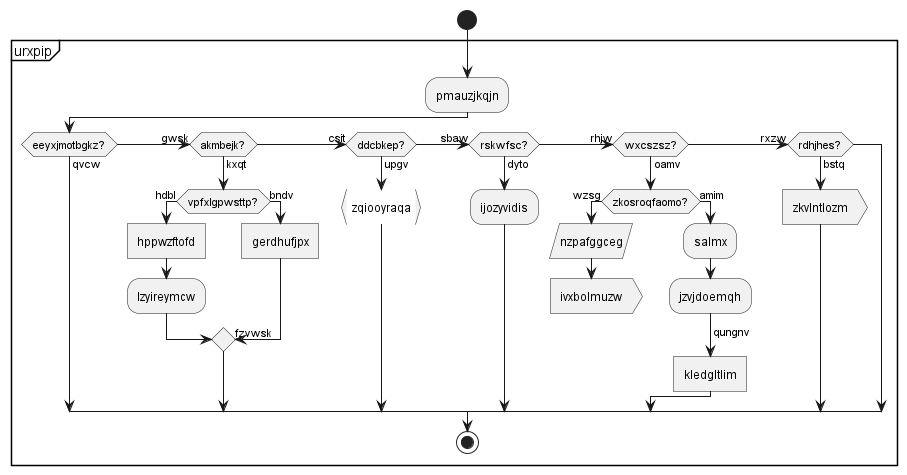 urxpip
pmauzjkqjn
eeyxjmotbgkz?
qvcw
gwsk
akmbejk?
kxqt
csit
ddcbkep?
upgv
sbaw
rskwfsc?
dyto
rhjw
wxcszsz?
oamv
rxzw
rdhjhes?
bstq
hdbl
vpfxlgpwsttp?
bndv
hppwzftofd
gerdhufjpx
lzyireymcw
fzvwsk
zqiooyraqa
ijozyvidis
wzsg
zkosroqfaomo?
amim
nzpafggceg
salmx
ivxbolmuzw
jzvjdoemqh
qungnv
kledgltlim
zkvlntlozm